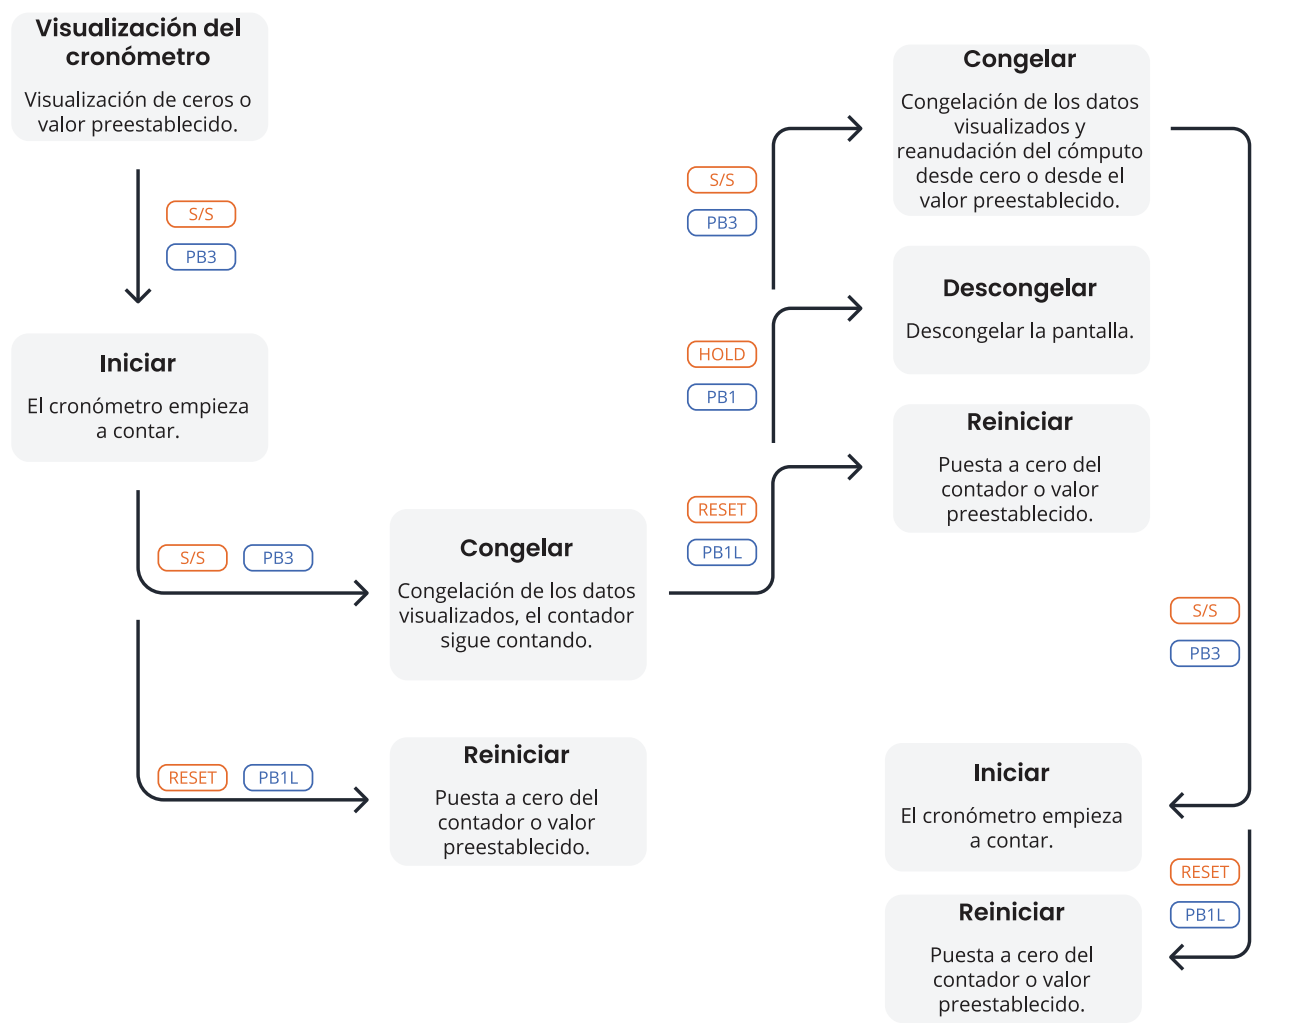 Visualización del
cronómetro
Visualización de ceros o
valor preestablecido.
S/S
PB3
Iniciar
El cronómetro empieza
a contar.
S/S PB3
RESET PB1L
Congelar
Congelación de los datos
visualizados, el contador
sigue contando.
Reiniciar
Puesta a cero del
contador o valor
preestablecido.
S/S
PB3
HOLD
PB1
RESET
PB1L
Congelar
Congelación de los datos
visualizados y
reanudación del cómputo
desde cero o desde el
valor preestablecido.
Descongelar
Descongelar la pantalla.
Reiniciar
Puesta a cero del
contador o valor
preestablecido.
S/S
PB3
Iniciar
El cronómetro empieza
a contar.
RESET
PB1L
Reiniciar
Puesta a cero del
contador o valor
preestablecido.